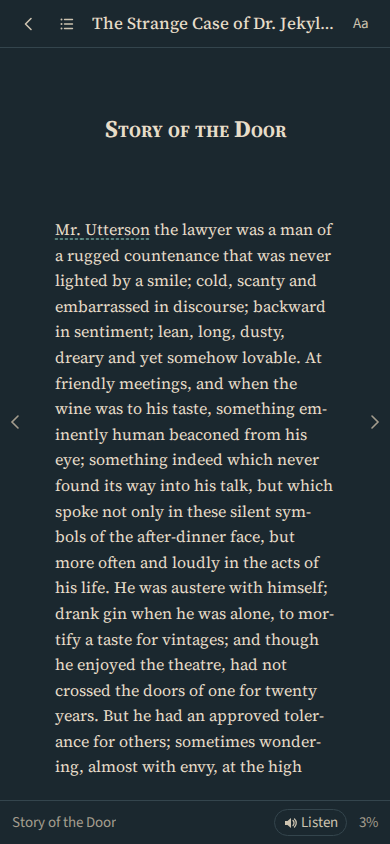 The Strange Case of Dr. Jekyl...
Aa
Story of the Door
Mr. Utterson the lawyer was a man of
a rugged countenance that was never
lighted by a smile; cold, scanty and
embarrassed in discourse; backward
in sentiment; lean, long, dusty,
dreary and yet somehow lovable. At
friendly meetings, and when the
wine was to his taste, something em-
inently human beaconed from his
eye; something indeed which never
found its way into his talk, but which
spoke not only in these silent sym-
bols of the after-dinner face, but
more often and loudly in the acts of
his life. He was austere with himself;
drank gin when he was alone, to mor-
tify a taste for vintages; and though
he enjoyed the theatre, had not
crossed the doors of one for twenty
years. But he had an approved toler-
ance for others; sometimes wonder-
ing, almost with envy, at the high
Story of the Door
Listen
3%